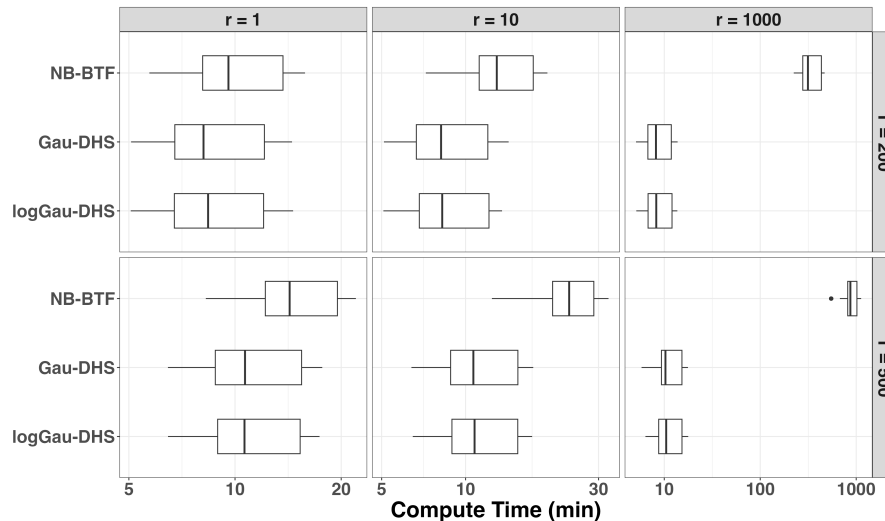 r = 1 r = 10 r = 1000
NB-BTF
Gau-DHS
logGau-DHS
NB-BTF
Gau-DHS
logGau-DHS
5 10 20 5 10 30 10 100 1000
Compute Time (min)